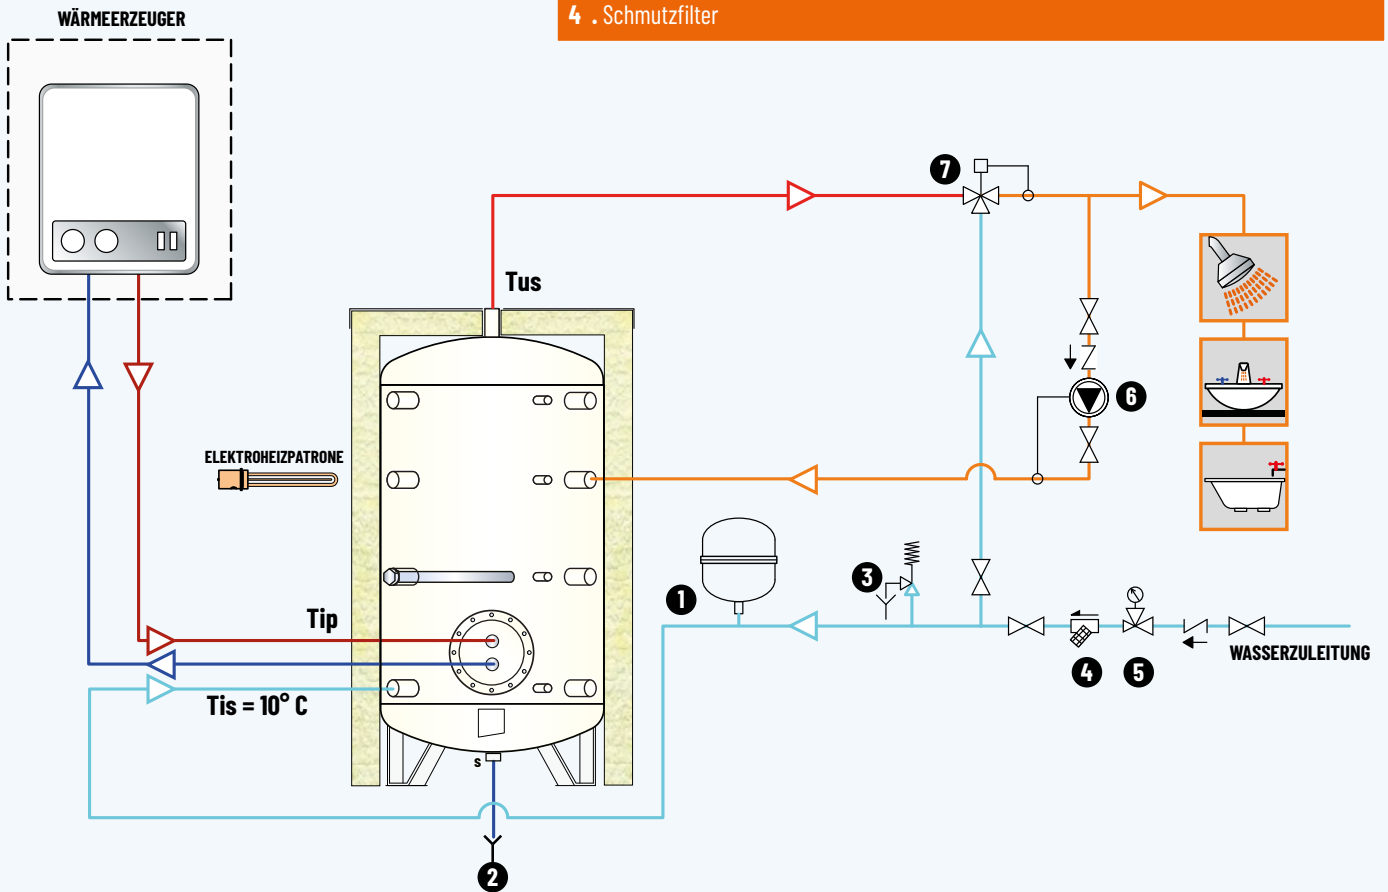 4 . Schmutzfilter
WÄRMEERZEUGER
7
Tus
6
ELEKTROHEIZPATRONE
3
1
Tip
WASSERZULEITUNG
4
5
Tis = 10° C
s
2